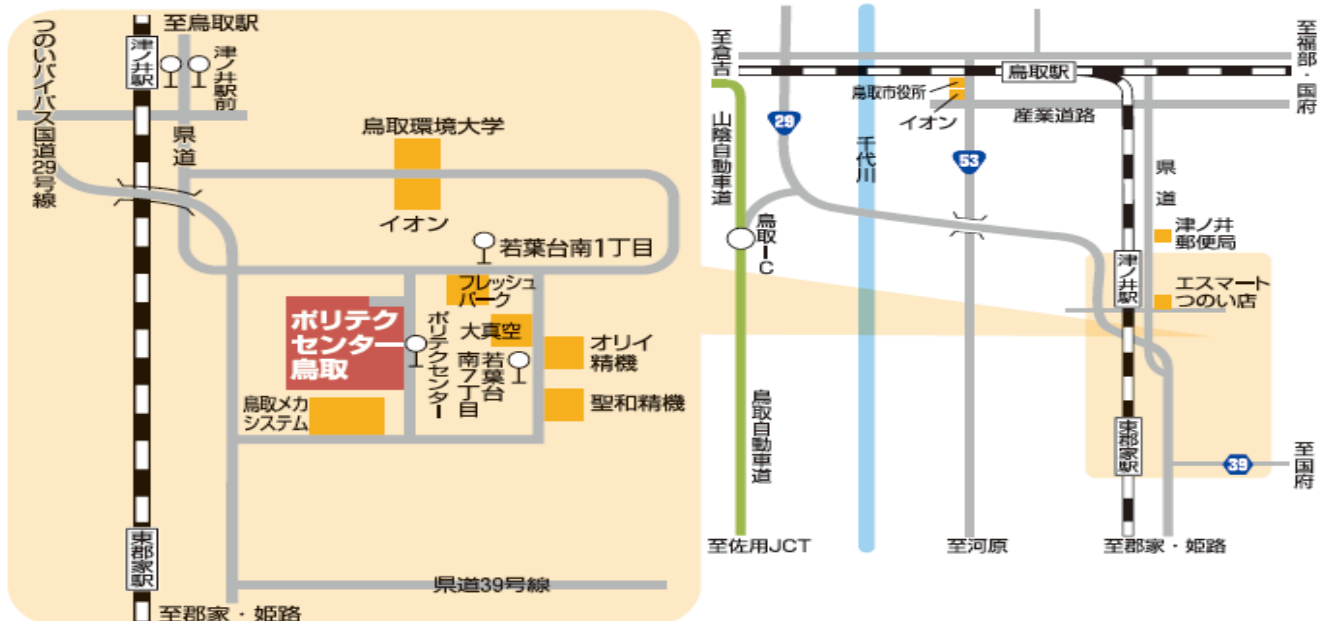 至鳥取駅
津ノ井駅
津ノ井駅前
つのいバイパス国道29号線
県道
鳥取環境大学
イオン
若葉台南1丁目
フレッシュ
パーク
ポリテク
センター
鳥取
ポリテクセンター
大真空
若葉台
南7丁目
オリイ
精機
聖和精機
鳥取メカ
システム
東郡家駅
県道39号線
至郡家・姫路
至倉吉
鳥取駅
至福部・国府
鳥取市役所
イオン
産業道路
山陰自動車道
29
千代川
53
県道
鳥取IC
津ノ井
郵便局
津ノ井駅
エスマート
つのい店
鳥取自動車道
東郡家駅
39
至国府
至佐用JCT
至河原
至郡家・姫路